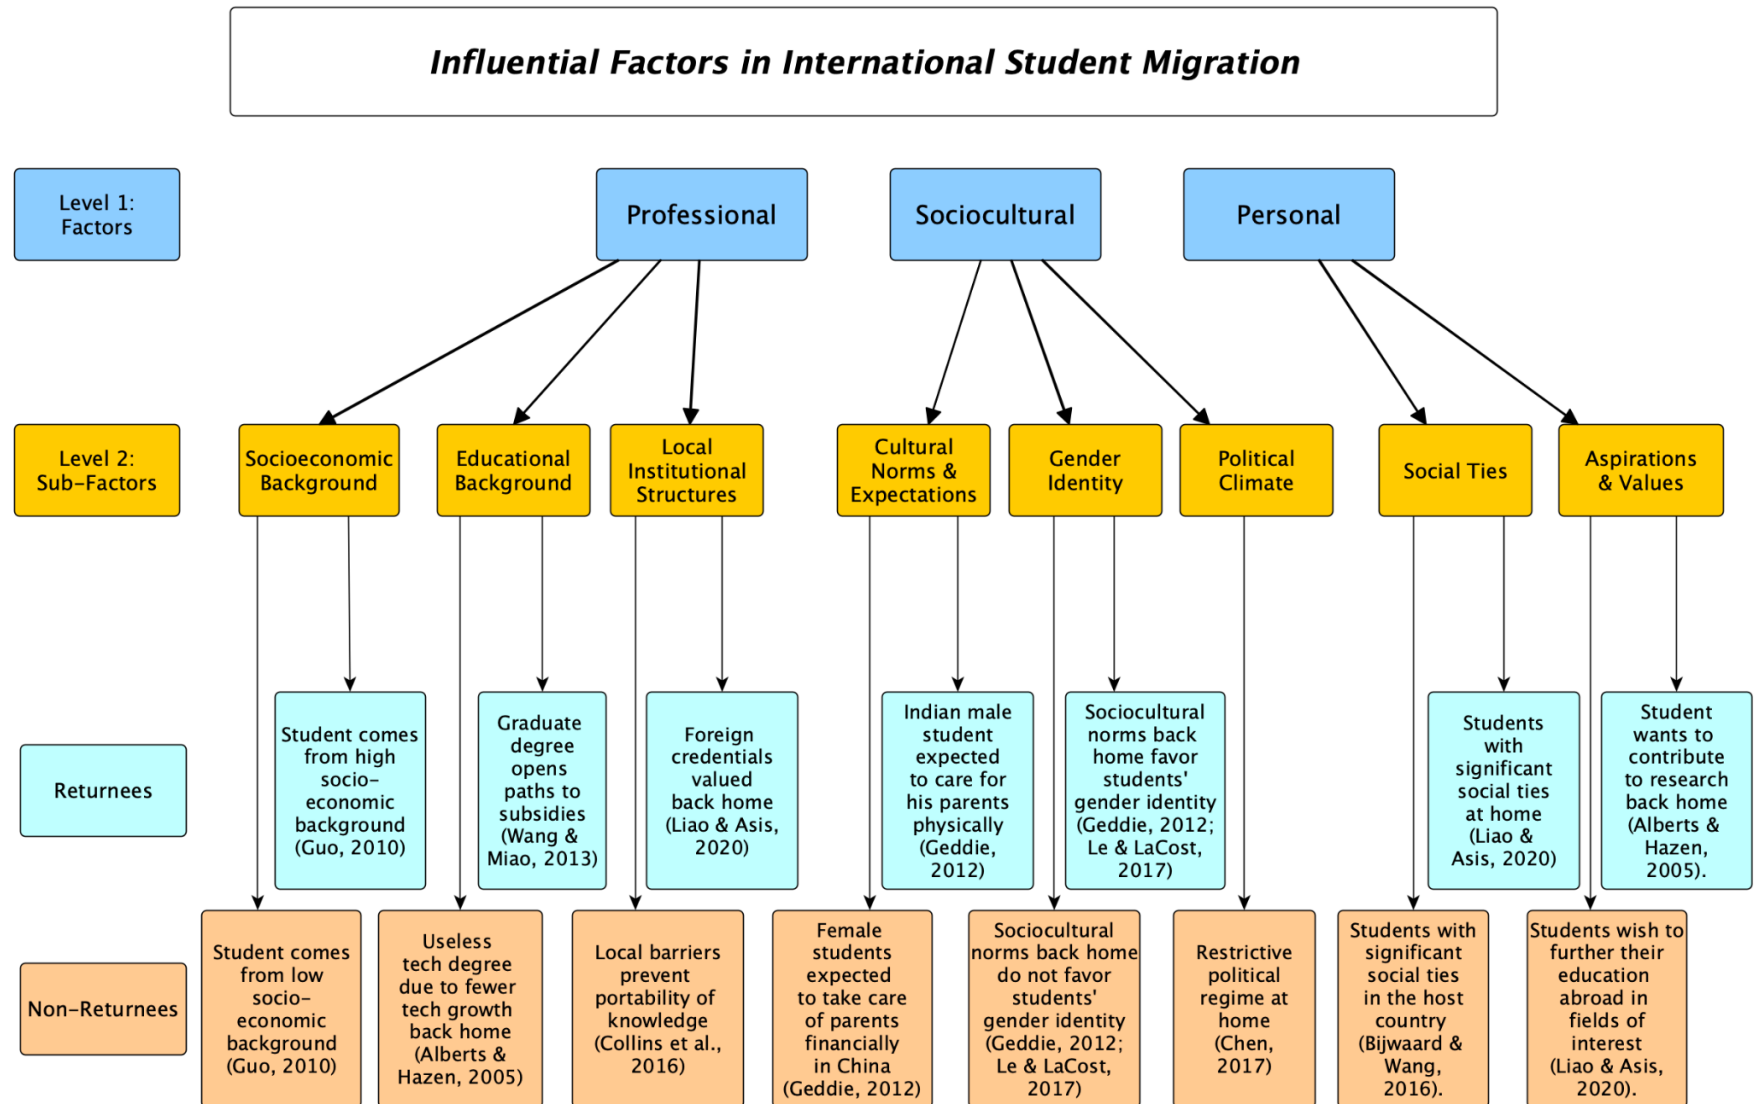 Influential Factors in International Student Migration
Level 1:
Factors
Professional
Sociocultural
Personal
Level 2:
Sub-Factors
Socioeconomic
Background
Educational
Background
Local
Institutional
Structures
Cultural
Norms &
Expectations
Gender
Identity
Political
Climate
Social Ties
Aspirations
& Values
Returnees
Student comes
from high
socio-
economic
background
(Guo, 2010)
Graduate
degree
opens
paths to
subsidies
(Wang &
Miao, 2013)
Foreign
credentials
valued
back home
(Liao & Asis,
2020)
Indian male
student
expected
to care for
his parents
physically
(Geddie,
2012)
Sociocultural
norms back
home favor
students'
gender identity
(Geddie, 2012;
Le & LaCost,
2017)
Students
with
significant
social ties
at home
(Liao &
Asis, 2020)
Student
wants to
contribute
to research
back home
(Alberts &
Hazen,
2005).
Non-Returnees
Student comes
from low
socio-
economic
background
(Guo, 2010)
Useless
tech degree
due to fewer
tech growth
back home
(Alberts &
Hazen, 2005)
Local barriers
prevent
portability of
knowledge
(Collins et al.,
2016)
Female
students
expected
to take care
of parents
financially
in China
(Geddie, 2012)
Sociocultural
norms back home
do not favor
students'
gender identity
(Geddie, 2012;
Le & LaCost,
2017)
Restrictive
political
regime at
home
(Chen,
2017)
Students with
significant
social ties
in the host
country
(Bijwaard &
Wang,
2016).
Students wish to
further their
education
abroad in
fields of
interest
(Liao & Asis,
2020).